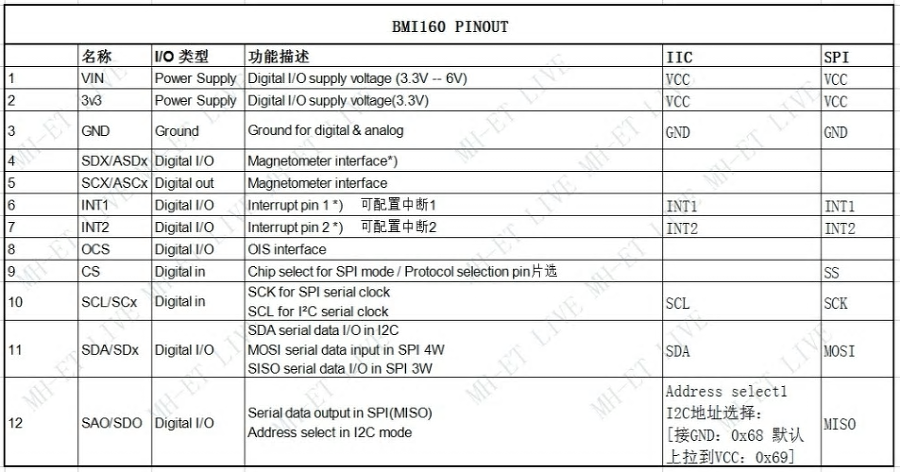 BMI160 PINOUT
名称 I/O 类型 功能描述 IIC SPI
1 VIN Power Supply Digital I/O supply voltage (3.3V -- 6V) VCC VCC
2 3v3 Power Supply Digital I/O supply voltage(3.3V) VCC VCC
3 GND Ground Ground for digital & analog GND GND
4 SDX/ASDx Digital I/O Magnetometer interface*)
5 SCX/ASCx Digital out Magnetometer interface
6 INT1 Digital I/O Interrupt pin 1 *) 可配置中断1 INT1 INT1
7 INT2 Digital I/O Interrupt pin 2 *) 可配置中断2 INT2 INT2
8 OCS Digital I/O OIS interface
9 CS Digital in Chip select for SPI mode / Protocol selection pin片选 SS
10 SCL/SCx Digital in SCK for SPI serial clock
SCL for I²C serial clock SCL SCK
11 SDA/SDx Digital I/O SDA serial data I/O in I2C
MOSI serial data input in SPI 4W
SISO serial data I/O in SPI 3W SDA MOSI
12 SAO/SDO Digital I/O Serial data output in SPI(MISO)
Address select in I2C mode
Address select1
I2C地址选择:
[接GND: 0x68 默认
上拉到VCC: 0x69]
MISO
MH-ET LIVE